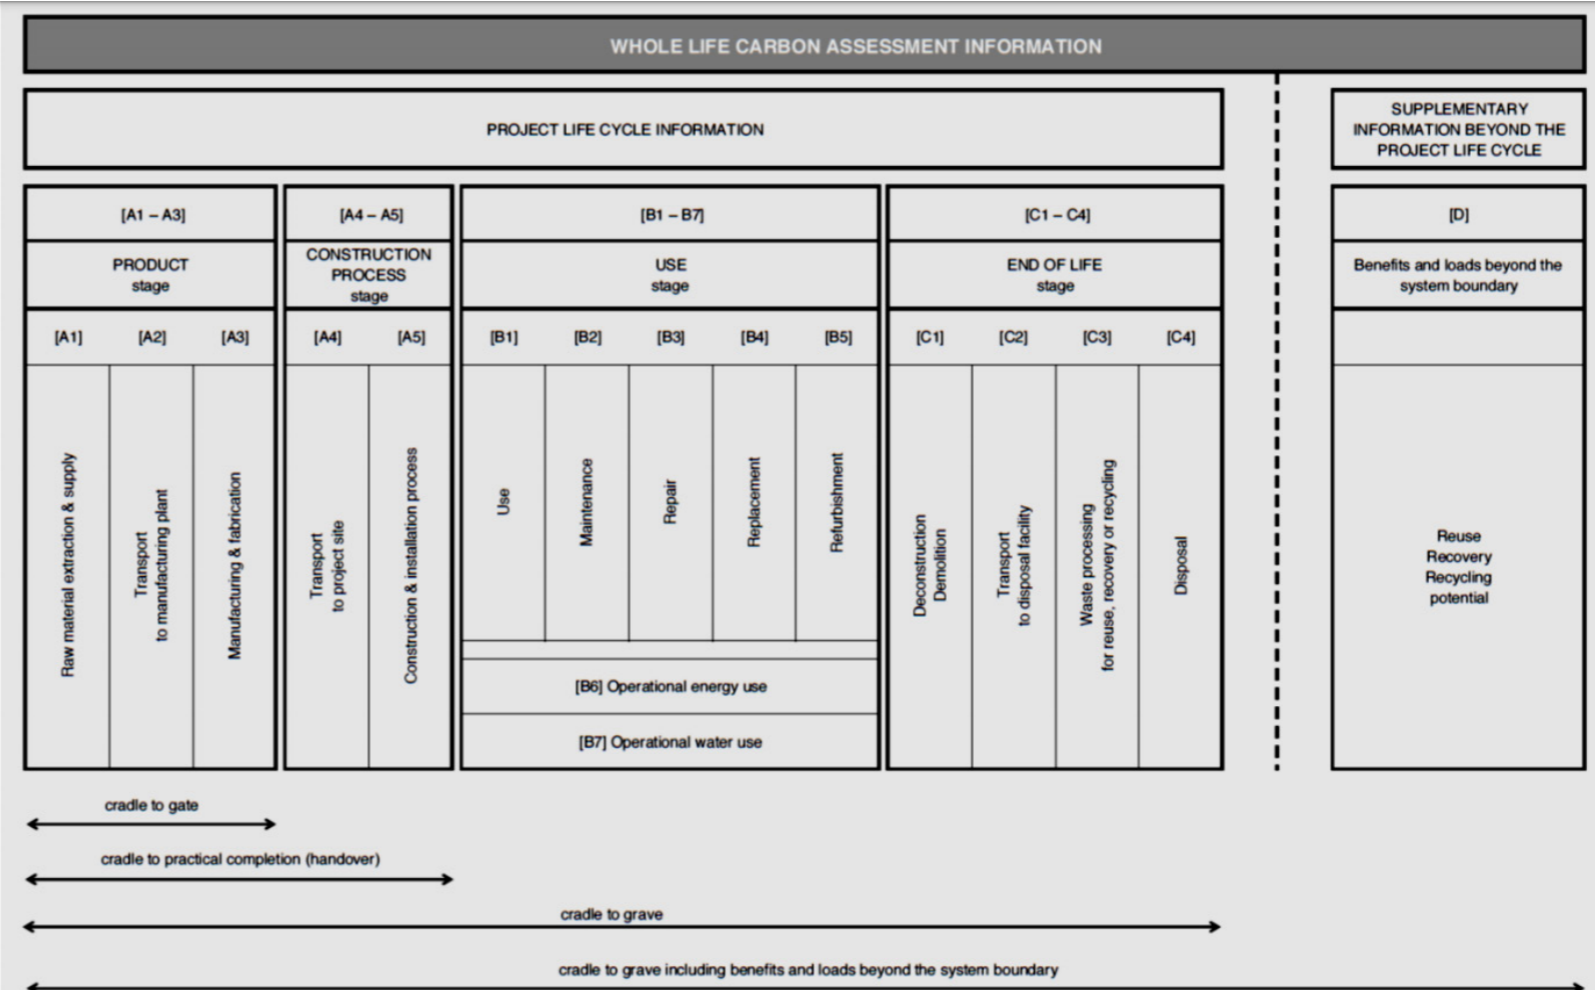 WHOLE LIFE CARBON ASSESSMENT INFORMATION
PROJECT LIFE CYCLE INFORMATION
SUPPLEMENTARY
INFORMATION BEYOND THE
PROJECT LIFE CYCLE
[A1 – A3]
PRODUCT
stage
[A1]
[A2]
[A3]
Raw material extraction & supply
Transport
to manufacturing plant
Manufacturing & fabrication
[A4 – A5]
CONSTRUCTION
PROCESS
stage
[A4]
[A5]
Transport
to project site
Construction & installation process
[B1 – B7]
USE
stage
[B1]
[B2]
[B3]
[B4]
[B5]
Use
Maintenance
Repair
Replacement
Refurbishment
[B6] Operational energy use
[B7] Operational water use
[C1 – C4]
END OF LIFE
stage
[C1]
[C2]
[C3]
[C4]
Deconstruction
Demolition
Transport
to disposal facility
Waste processing
for reuse, recovery or recycling
Disposal
[D]
Benefits and loads beyond the
system boundary
Reuse
Recovery
Recycling
potential
cradle to gate
cradle to practical completion (handover)
cradle to grave
cradle to grave including benefits and loads beyond the system boundary